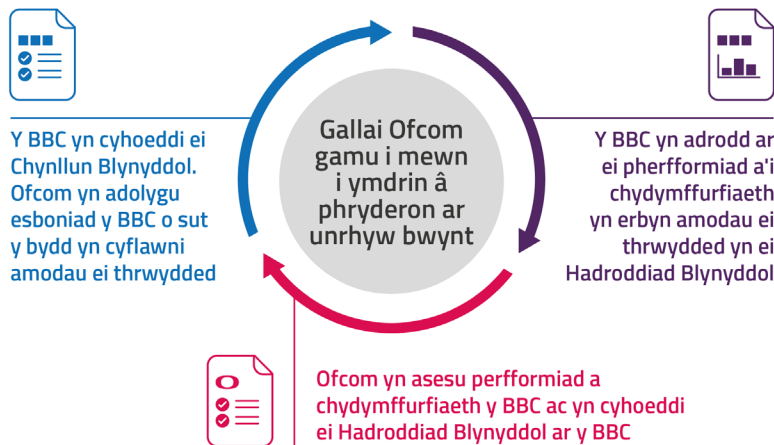 Y BBC yn cyhoeddi ei
Chynllun Blynyddol.
Ofcom yn adolygu
esboniad y BBC o sut
y bydd yn cyflawni
amodau ei thrwydded
Gallai Ofcom
gamu i mewn
i ymdrin â
phryderon ar
unrhyw bwynt
Y BBC yn adrodd ar
ei pherfformiad a'i
chydymffurfiaeth
yn erbyn amodau ei
thrwydded yn ei
Hadroddiad Blynyddol
Ofcom yn asesu perfformiad a
chydymffurfiaeth y BBC ac yn cyhoeddi
ei Hadroddiad Blynyddol ar y BBC